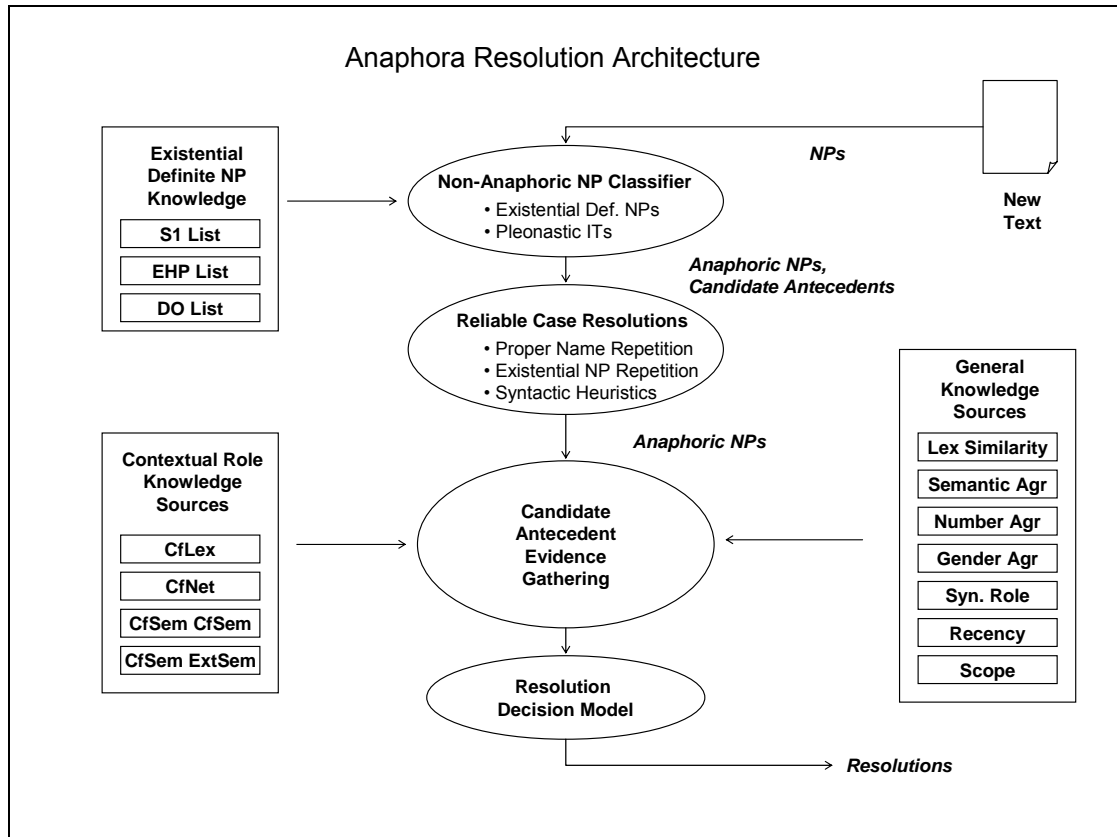 Anaphora Resolution Architecture
Existential
Definite NP
Knowledge
S1 List
EHP List
DO List
NPs
New
Text
Non-Anaphoric NP Classifier
• Existential Def. NPs
• Pleonastic ITs
Anaphoric NPs,
Candidate Antecedents
Reliable Case Resolutions
• Proper Name Repetition
• Existential NP Repetition
• Syntactic Heuristics
Anaphoric NPs
General
Knowledge
Sources
Lex Similarity
Semantic Agr
Number Agr
Gender Agr
Syn. Role
Recency
Scope
Contextual Role
Knowledge
Sources
CfLex
CfNet
CfSem CfSem
CfSem ExtSem
Candidate
Antecedent
Evidence
Gathering
Resolution
Decision Model
Resolutions